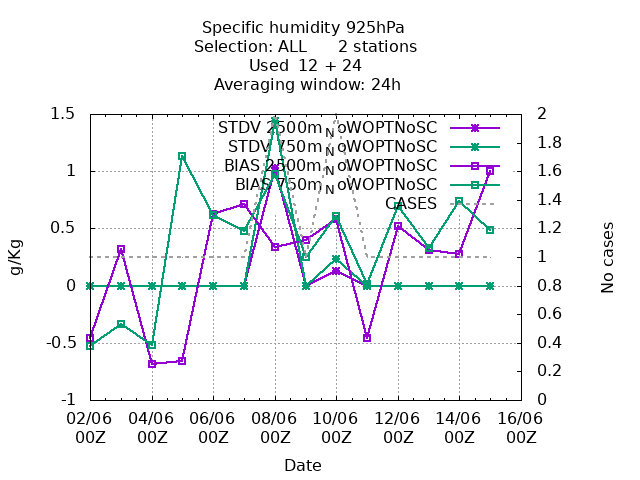 Specific humidity 925hPa
Selection: ALL 2 stations
Used 12 + 24
Averaging window: 24h
STDV 2500m NoWOPTNoSC
STDV 750m NoWOPTNoSC
BIAS 2500m NoWOPTNoSC
BIAS 750m NoWOPTNoSC
CASES
1.5
1
0.5
0
-0.5
-1
2
1.8
1.6
1.4
1.2
1
0.8
0.6
0.4
0.2
0
g/Kg
No cases
02/06 04/06 06/06 08/06 10/06 12/06 14/06 16/06
00Z 00Z 00Z 00Z 00Z 00Z 00Z 00Z
Date